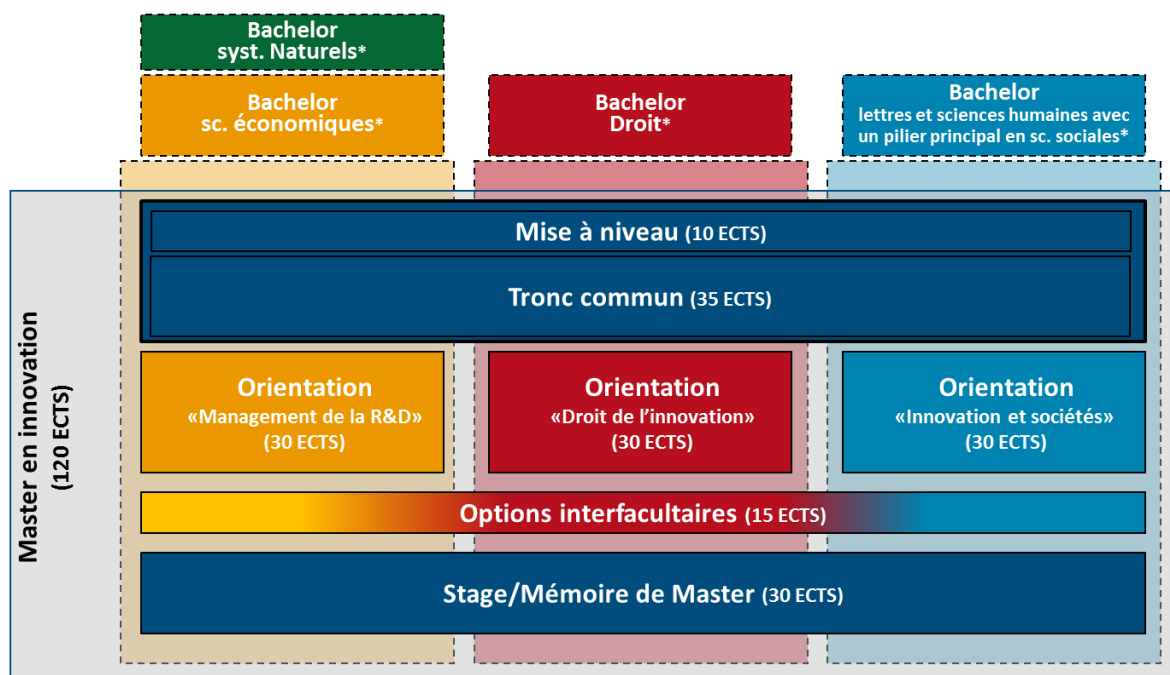 Bachelor
syst. Naturels*
Bachelor
sc. économiques*
Bachelor
Droit*
Bachelor
lettres et sciences humaines avec
un pilier principal en sc. sociales*
Master en innovation
(120 ECTS)
Mise à niveau (10 ECTS)
Tronc commun (35 ECTS)
Orientation
«Management de la R&D»
(30 ECTS)
Orientation
«Droit de l’innovation»
(30 ECTS)
Orientation
«Innovation et sociétés»
(30 ECTS)
Options interfacultaires (15 ECTS)
Stage/Mémoire de Master (30 ECTS)